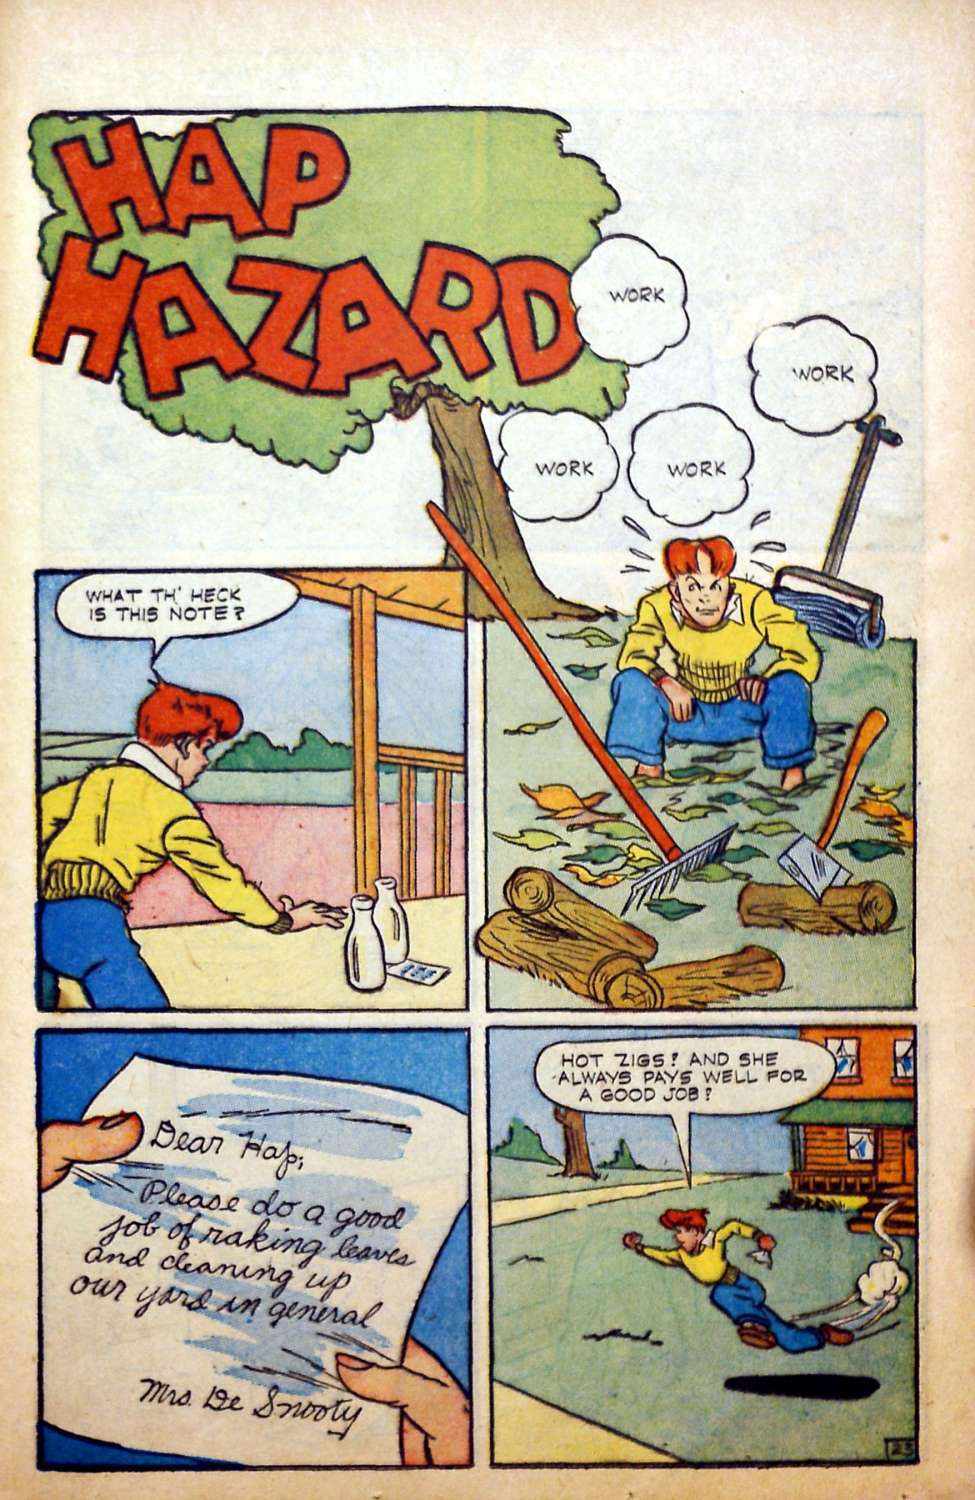 HAP
HAZARD
WORK
WORK
WORK
WORK
WHAT TH' HECK
IS THIS NOTE?
Dear Hap;
Please do a good
job of raking leaves
and cleaning up
our yard in general
Mrs. De Snooty
HOT ZIGS! AND SHE
ALWAYS PAYS WELL FOR
A GOOD JOB!
23